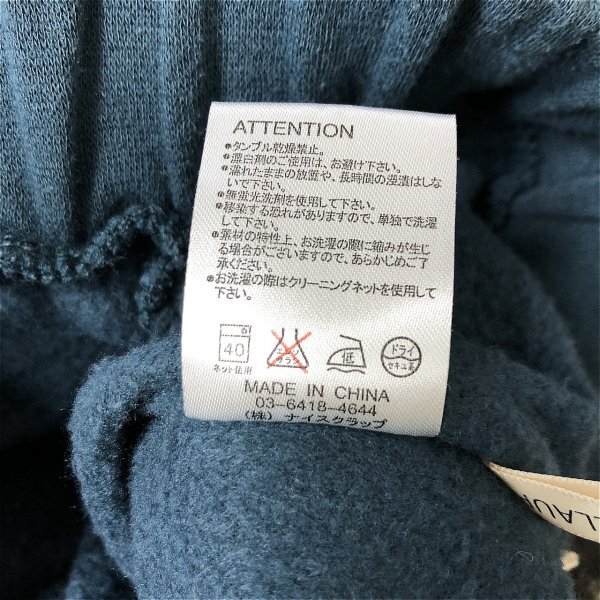 ATTENTION
●タンブル乾燥禁止。
●漂白剤のご使用は、お避け下さい。
●濡れたままの放置や、長時間の浸漬はしな
いで下さい。
●無蛍光洗剤を使用して下さい。
●移染する恐れがありますので、単独で洗濯
して下さい。
●素材の特性上、お洗濯の際に縮みが生じ
る場合がございますので、あらかじめご了
承ください。
●お洗濯の際はクリーニングネットを使用して
下さい。
弱
40
ネット使用
エンソ
サラシ
低
ドライ
セキユ系
MADE IN CHINA
03-6418-4644
(株) ナイスクラップ
LLAUR